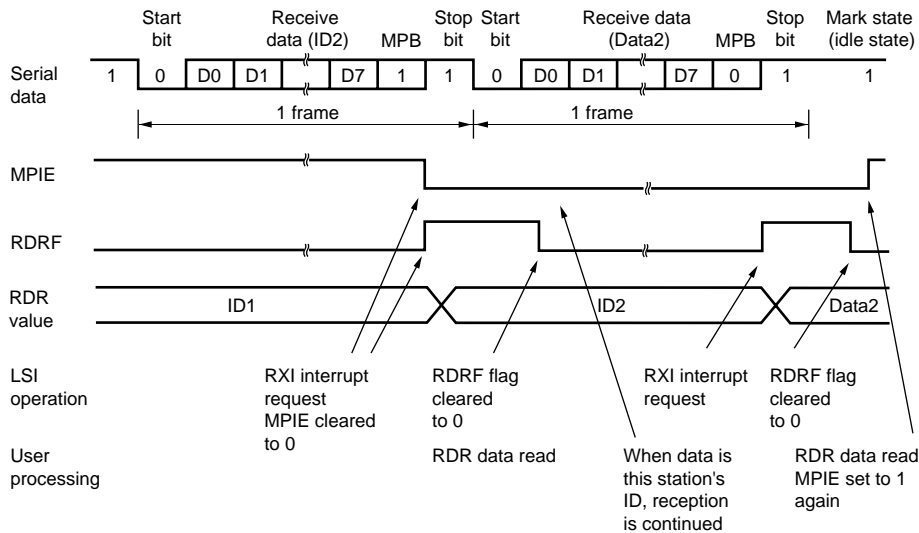 Start bit
Receive data (ID2)
MPB
Stop bit
Start bit
Receive data (Data2)
MPB
Stop bit
Mark state (idle state)
Serial data
1 0 D0 D1 D7 1 1 0 D0 D1 D7 0 1 1
1 frame
1 frame
MPIE
RDRF
RDR value
ID1
ID2
Data2
LSI operation
RXI interrupt request MPIE cleared to 0
RDRF flag cleared to 0
RXI interrupt request
RDRF flag cleared to 0
User processing
RDR data read
When data is this station's ID, reception is continued
RDR data read MPIE set to 1 again